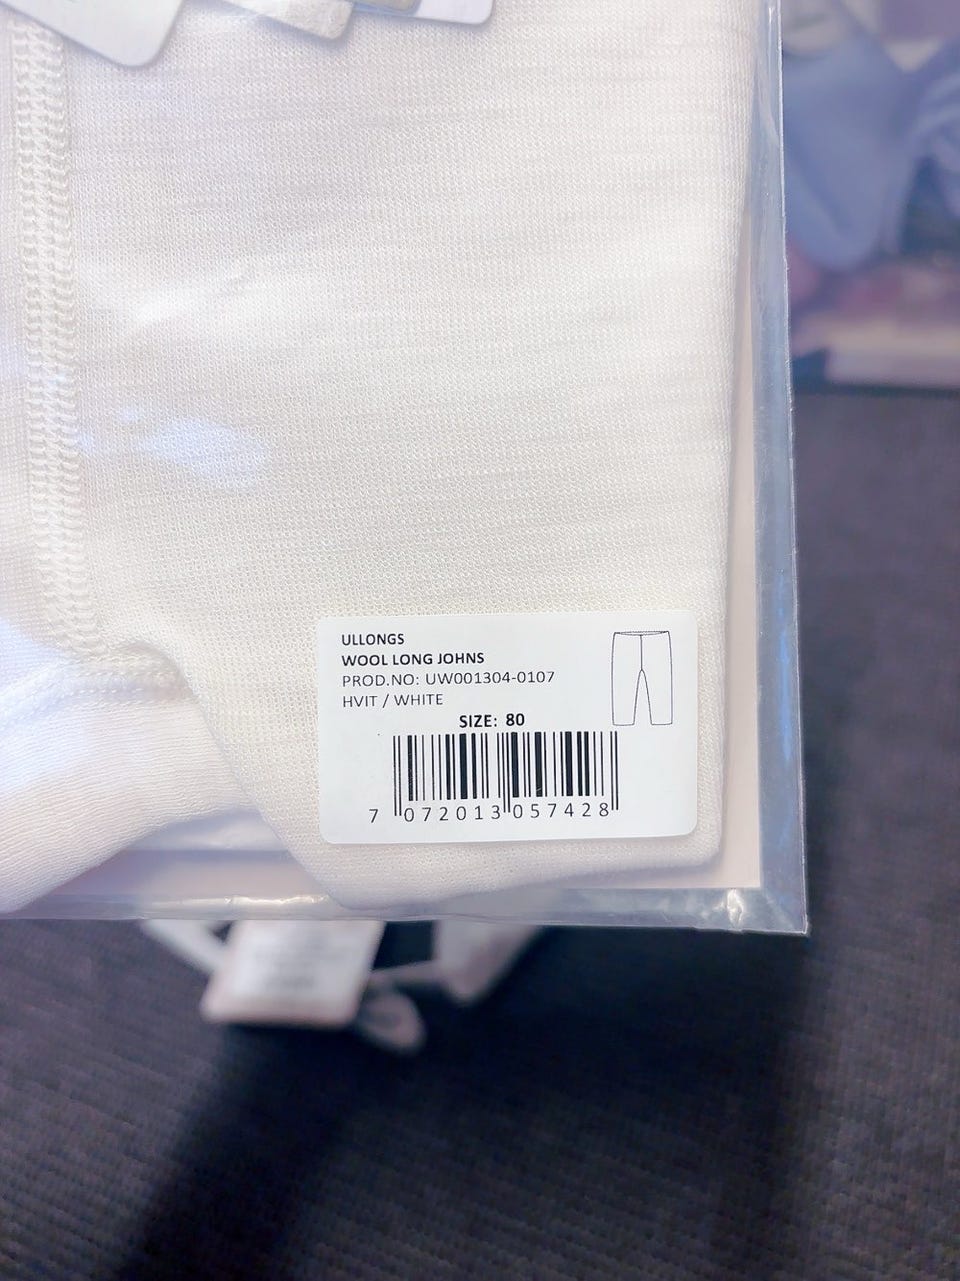 ULLONGS
WOOL LONG JOHNS
PROD.NO: UW001304-0107
HVIT / WHITE
SIZE: 80
7 072013 057428